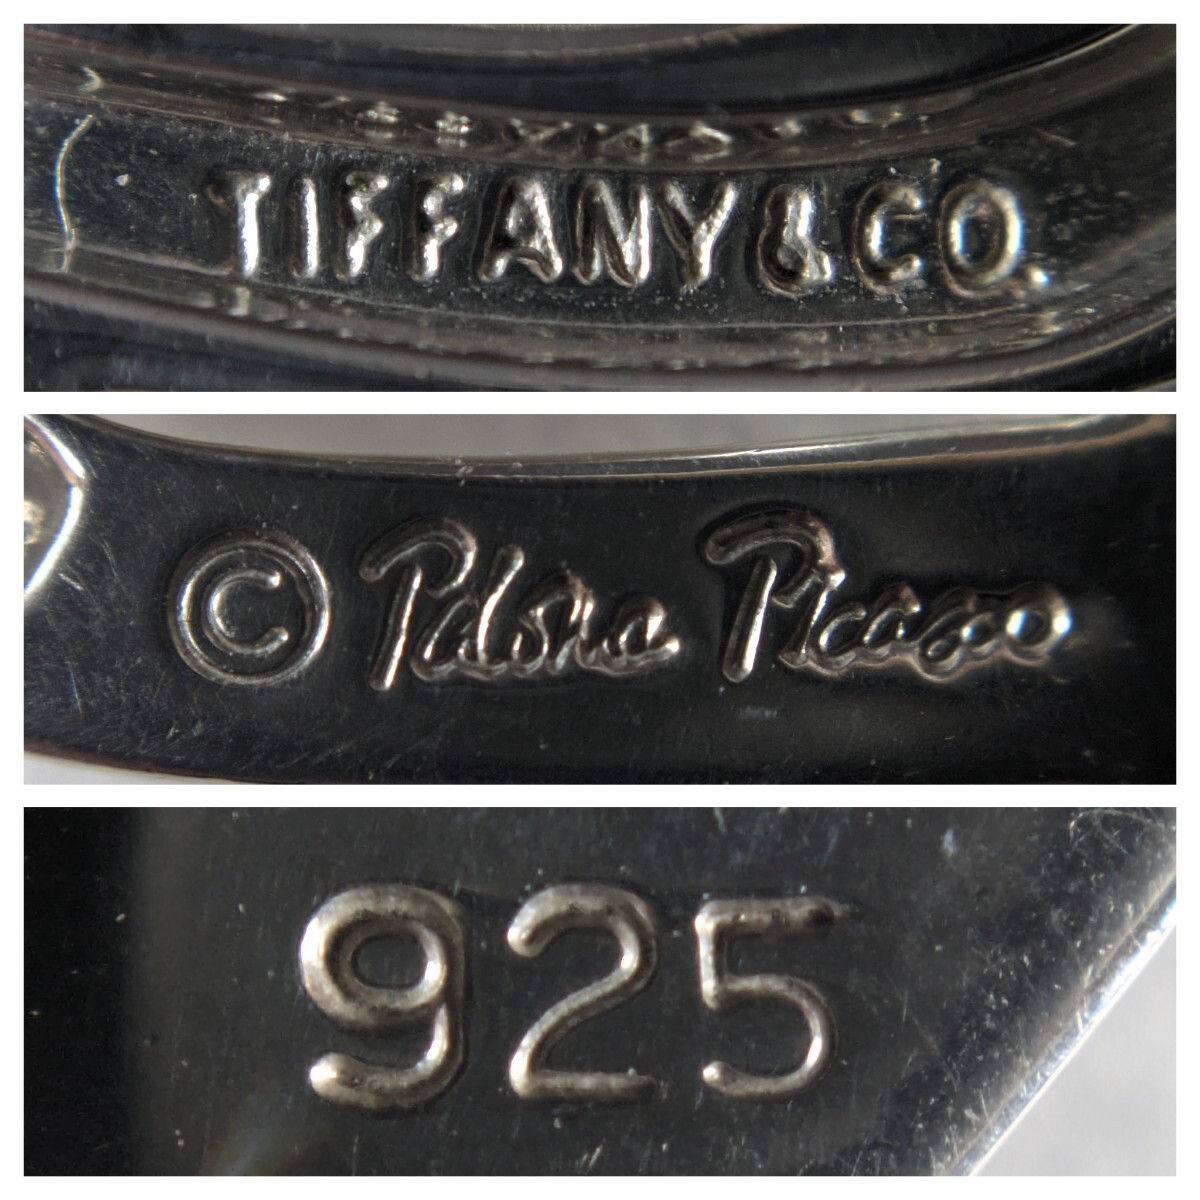 TIFFANY & CO.
© Paloma Picasso
925